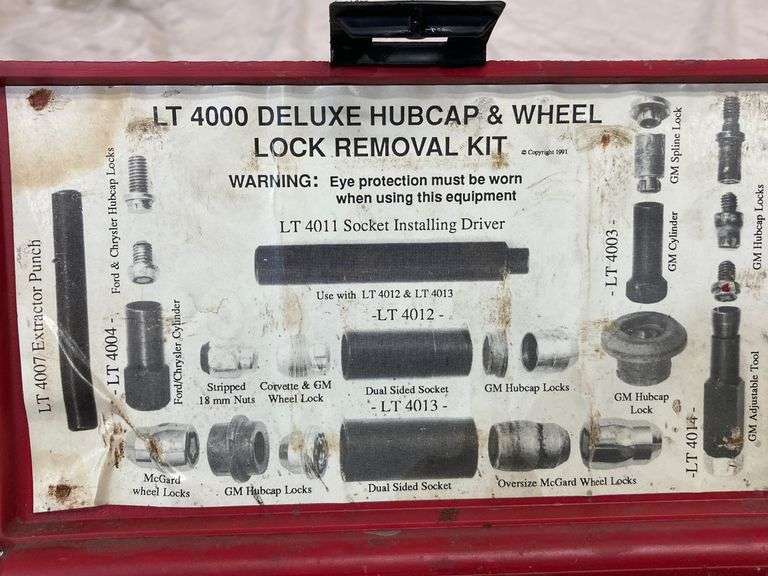 LT 4000 DELUXE HUBCAP & WHEEL
LOCK REMOVAL KIT
© Copyright 1991
WARNING: Eye protection must be worn
when using this equipment
LT 4007 Extractor Punch
Ford & Chrysler Hubcap Locks
- LT 4004 -
Ford/Chrysler Cylinder
LT 4011 Socket Installing Driver
Use with LT 4012 & LT 4013
- LT 4003 -
GM Spline Lock
GM Cylinder
GM Hubcap Locks
-LT 4014 -
GM Adjustable Tool
-LT 4012 -
Stripped
18 mm Nuts
Corvette & GM
Wheel Lock
Dual Sided Socket
GM Hubcap Locks
GM Hubcap
Lock
- LT 4013 -
McGard
wheel Locks
GM Hubcap Locks
Dual Sided Socket
Oversize McGard Wheel Locks